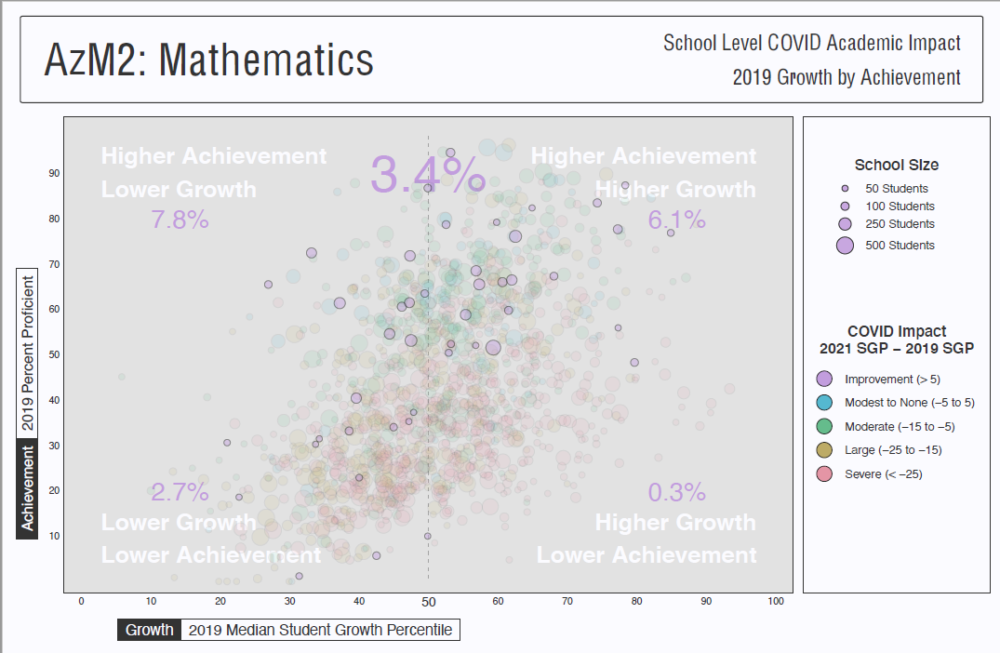 AzM2: Mathematics
School Level COVID Academic Impact
2019 Growth by Achievement
Higher Achievement
Lower Growth
7.8%
3.4%
Higher Achievement
Higher Growth
6.1%
2.7%
Lower Growth
Lower Achievement
0.3%
Higher Growth
Lower Achievement
90
80
70
60
50
40
30
20
10
Achievement 2019 Percent Proficient
0 10 20 30 40 50 60 70 80 90 100
Growth 2019 Median Student Growth Percentile
School Size
50 Students
100 Students
250 Students
500 Students
COVID Impact
2021 SGP − 2019 SGP
Improvement (> 5)
Modest to None (−5 to 5)
Moderate (−15 to −5)
Large (−25 to −15)
Severe (< −25)